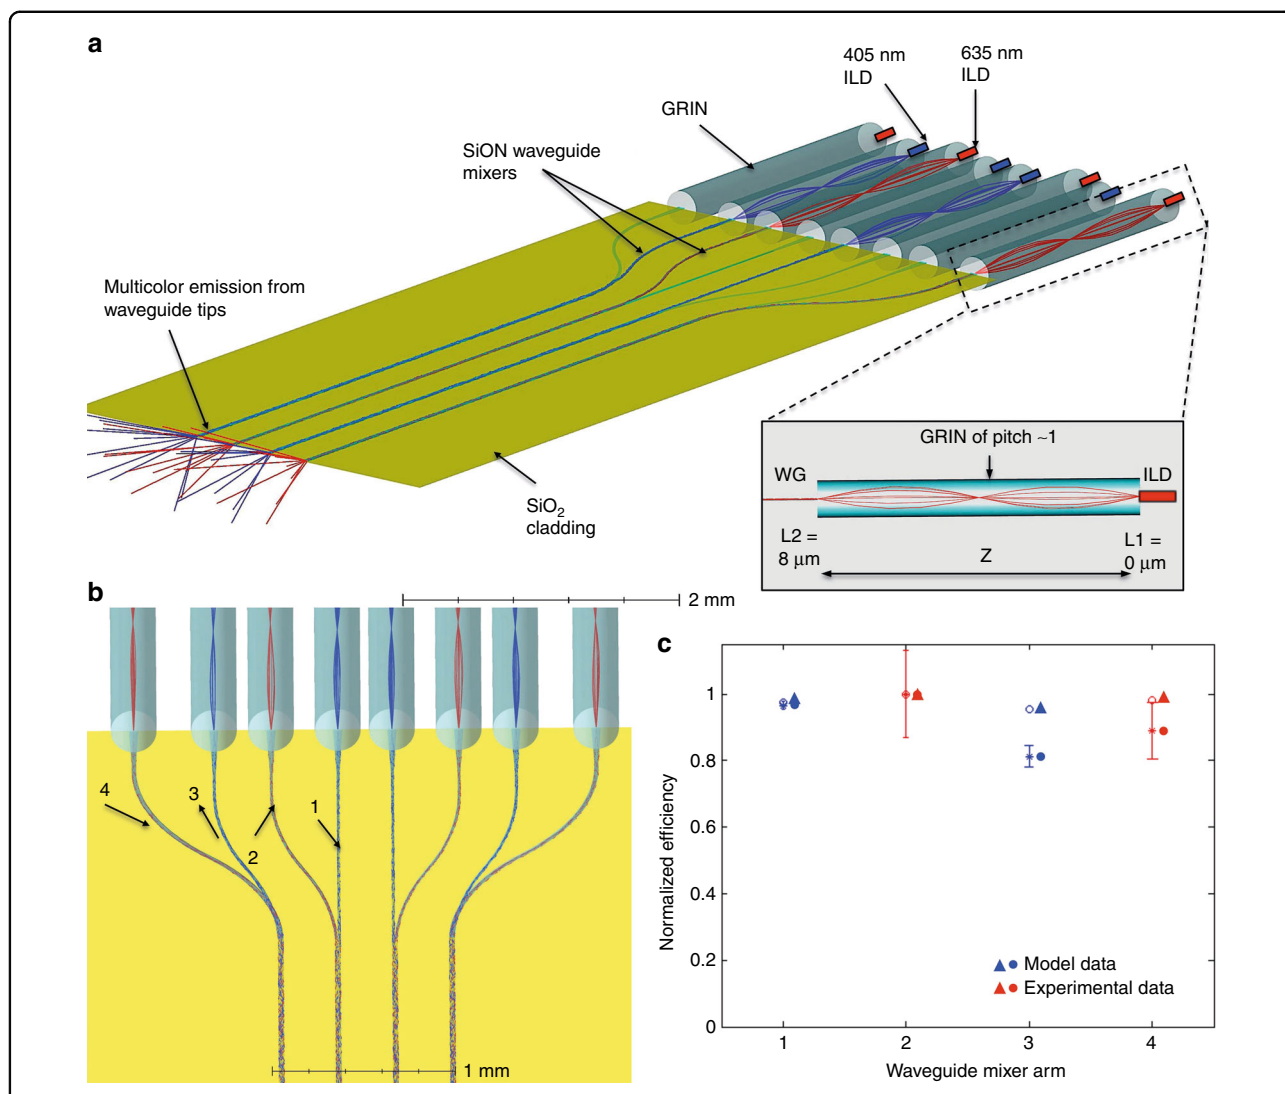 a
405 nm
ILD
635 nm
ILD
GRIN
SiON waveguide
mixers
Multicolor emission from
waveguide tips
SiO₂
cladding
GRIN of pitch ~1
WG
ILD
L2 =
8 µm
L1 =
0 µm
Z
b
2 mm
4
3
2
1
1 mm
c
Normalized efficiency
1
0.8
0.6
0.4
0.2
0
Model data
Experimental data
1
2
3
4
Waveguide mixer arm